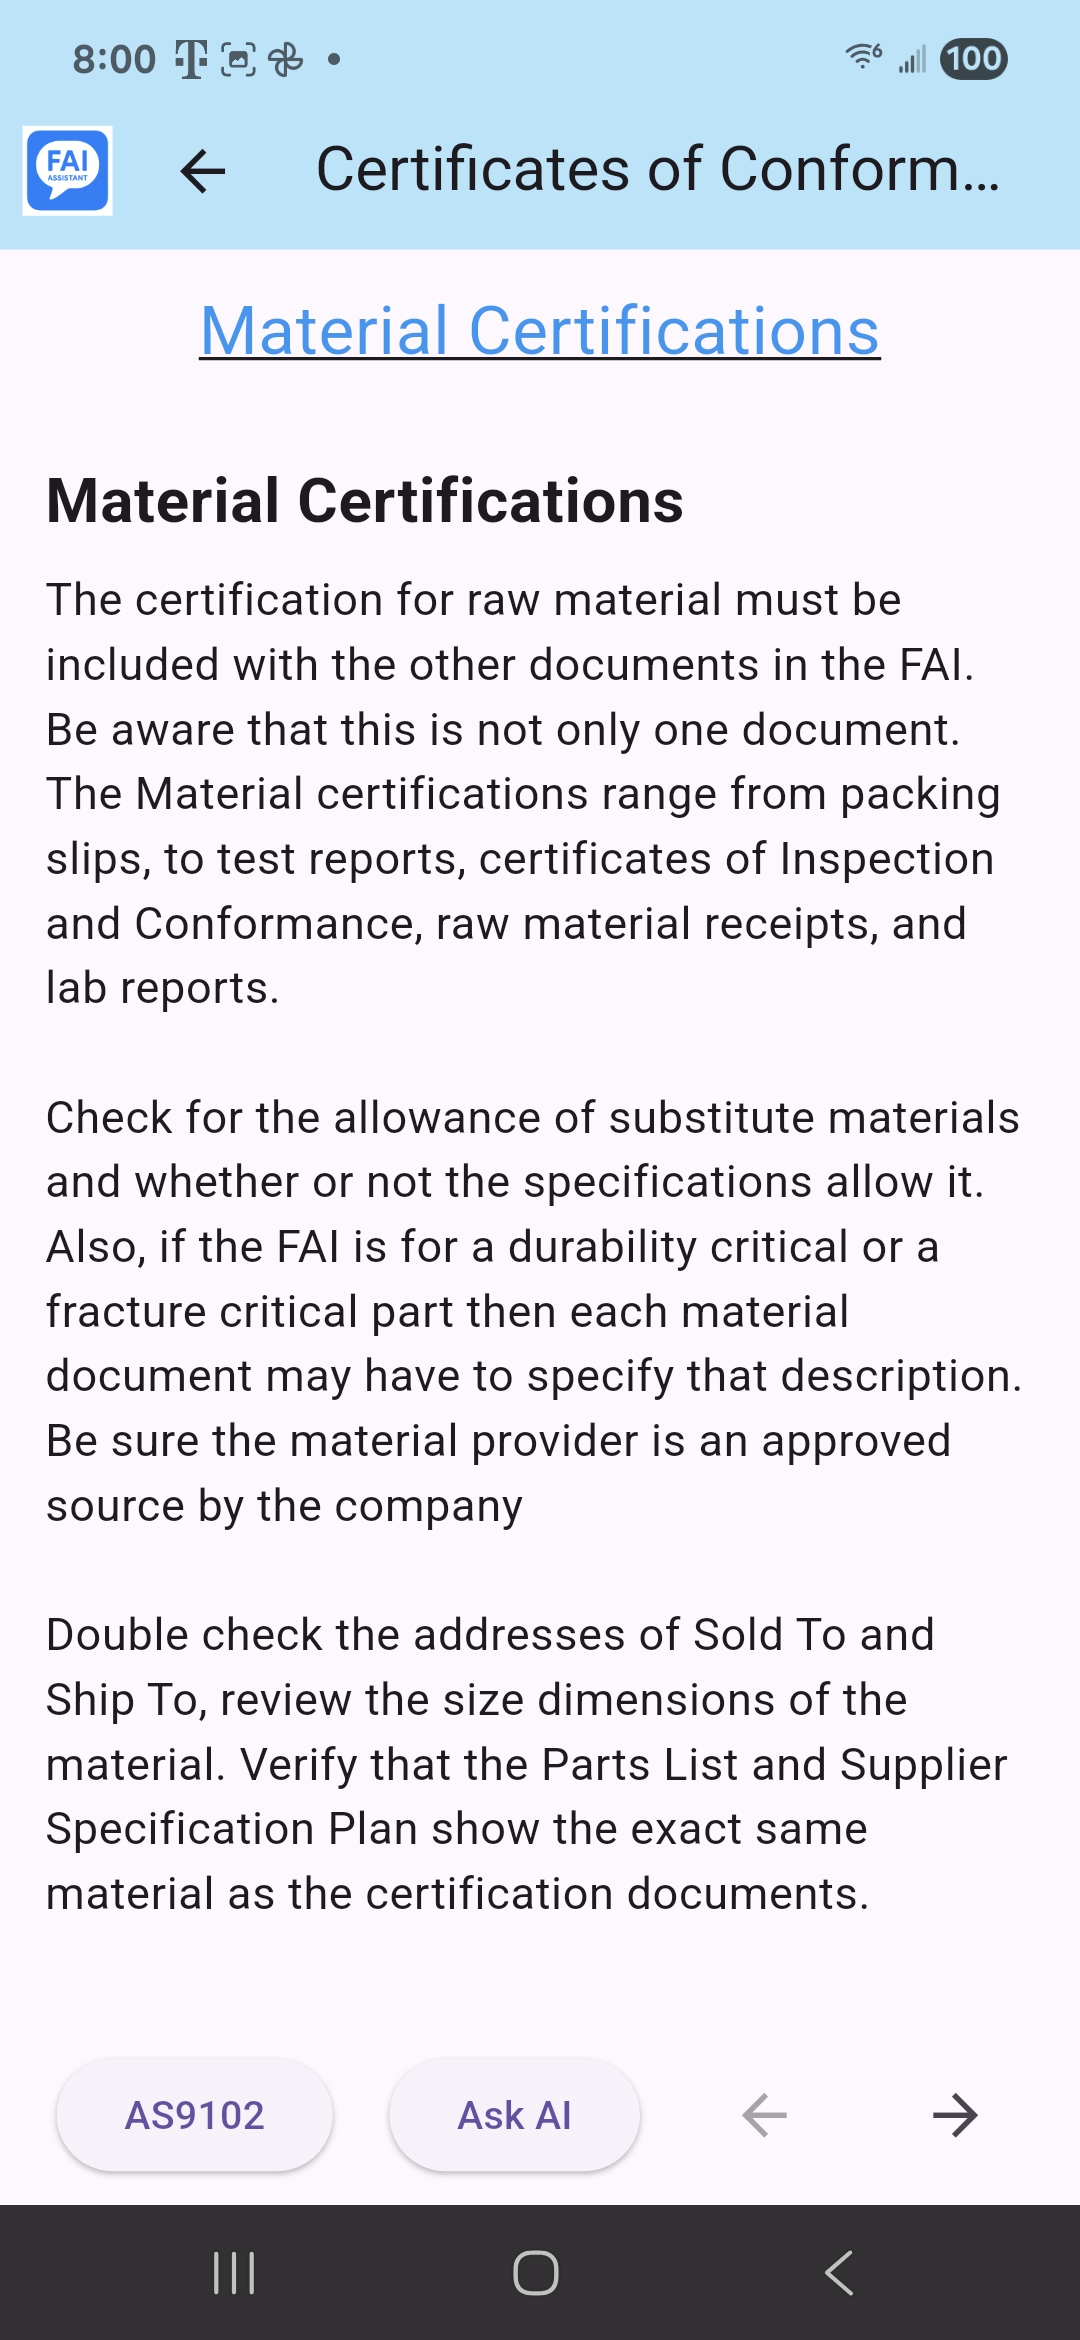 8:00
6
100
FAI
ASSISTANT
Certificates of Conform...
Material Certifications
Material Certifications
The certification for raw material must be
included with the other documents in the FAI.
Be aware that this is not only one document.
The Material certifications range from packing
slips, to test reports, certificates of Inspection
and Conformance, raw material receipts, and
lab reports.
Check for the allowance of substitute materials
and whether or not the specifications allow it.
Also, if the FAI is for a durability critical or a
fracture critical part then each material
document may have to specify that description.
Be sure the material provider is an approved
source by the company
Double check the addresses of Sold To and
Ship To, review the size dimensions of the
material. Verify that the Parts List and Supplier
Specification Plan show the exact same
material as the certification documents.
AS9102
Ask AI